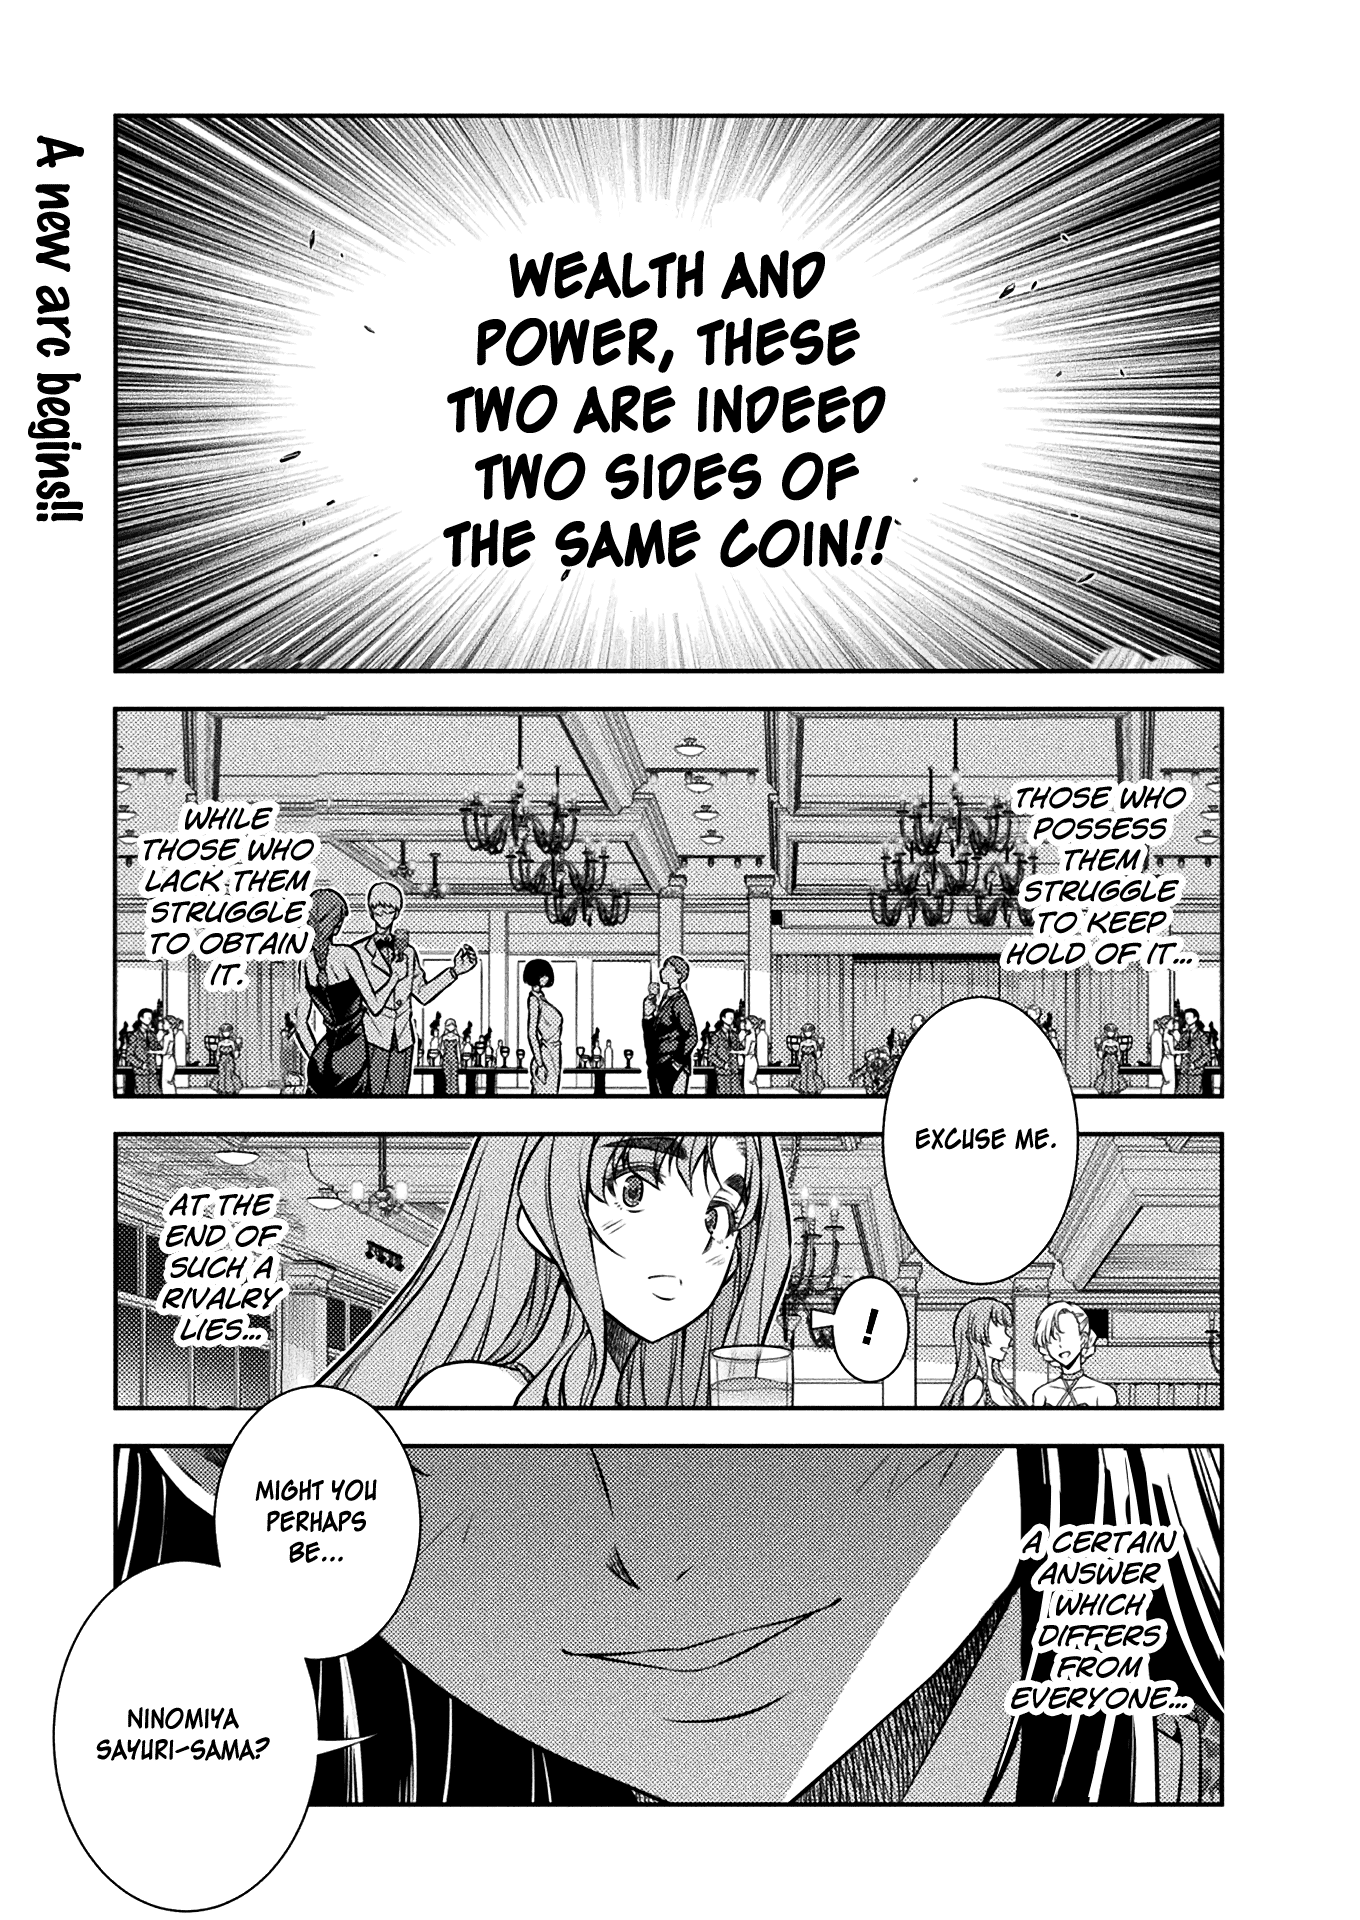 A new arc begins!!
WEALTH AND
POWER, THESE
TWO ARE INDEED
TWO SIDES OF
THE SAME COIN!!
THOSE WHO
POSSESS
THEM
STRUGGLE
TO KEEP
HOLD OF IT...
WHILE
THOSE WHO
LACK THEM
STRUGGLE
TO OBTAIN
IT.
EXCUSE ME.
!
AT THE
END OF
SUCH A
RIVALRY
LIES...
A CERTAIN
ANSWER
WHICH
DIFFERS
FROM
EVERYONE...
MIGHT YOU
PERHAPS
BE...
NINOMIYA
SAYURI-SAMA?